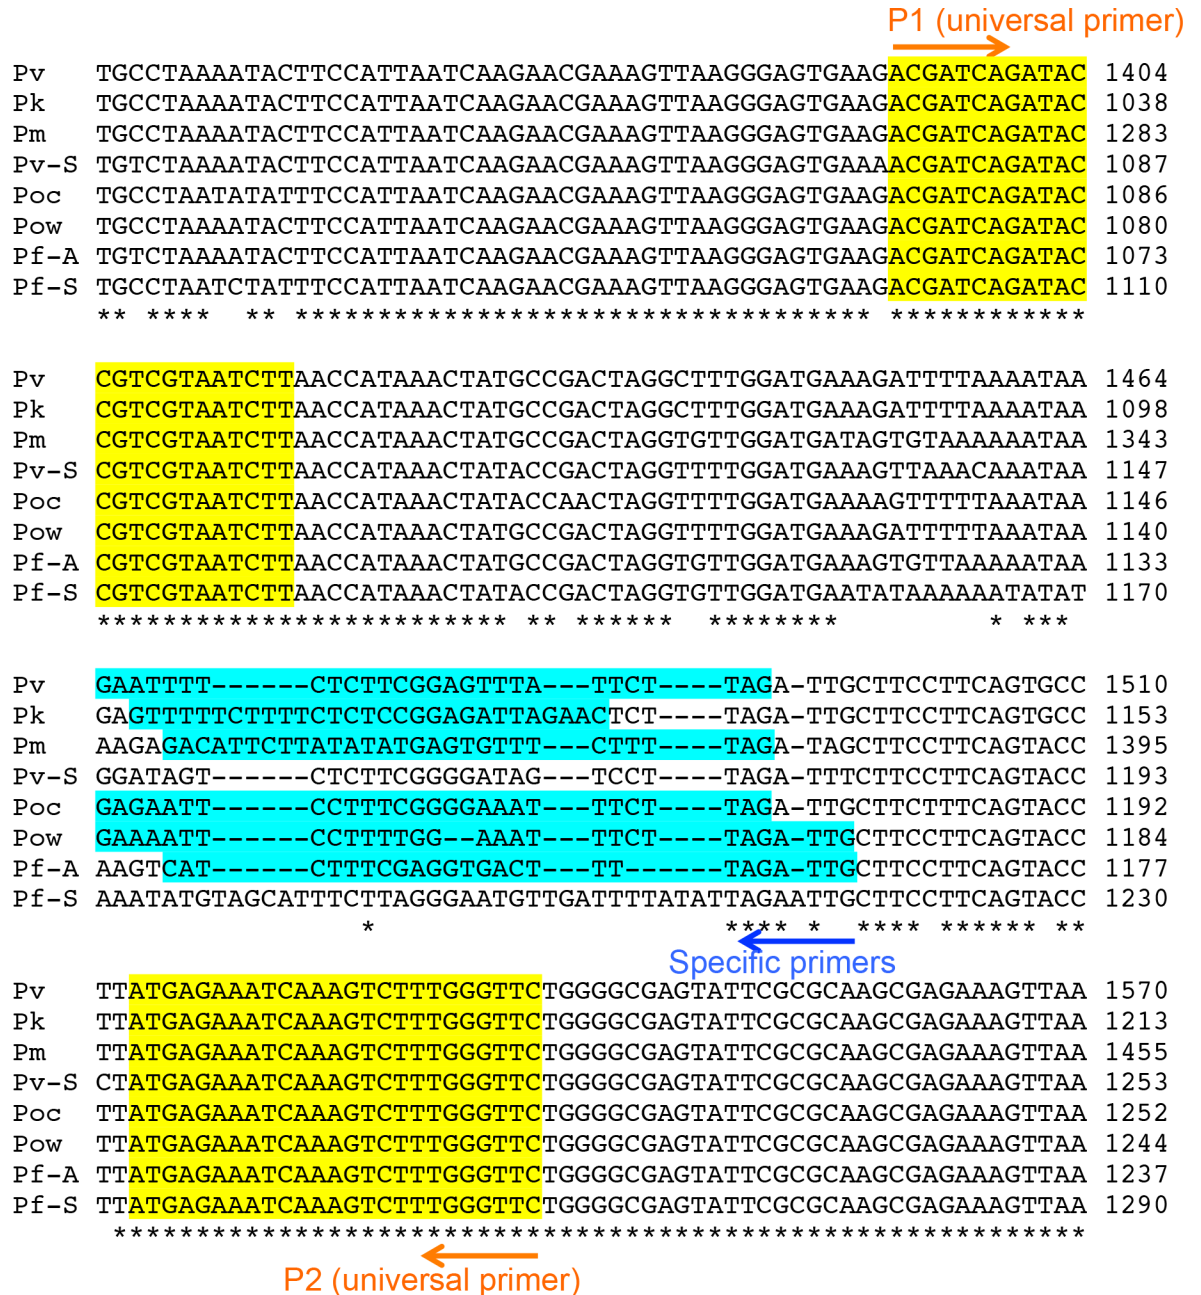 P1 (universal primer)
Pv TGCCTAAAATACTTCCATTAATCAAGAACGAAAGTTAAGGGAGTGAAGACGATCAGATAC 1404
Pk TGCCTAAAATACTTCCATTAATCAAGAACGAAAGTTAAGGGAGTGAAGACGATCAGATAC 1038
Pm TGCCTAAAATACTTCCATTAATCAAGAACGAAAGTTAAGGGAGTGAAGACGATCAGATAC 1283
Pv-S TGTCTAAAATACTTCCATTAATCAAGAACGAAAGTTAAGGGAGTGAAAACGATCAGATAC 1087
Poc TGCCTAATATATTTCCATTAATCAAGAACGAAAGTTAAGGGAGTGAAGACGATCAGATAC 1086
Pow TGCCTAAAATACTTCCATTAATCAAGAACGAAAGTTAAGGGAGTGAAGACGATCAGATAC 1080
Pf-A TGTCTAAAATACTTCCATTAATCAAGAACGAAAGTTAAGGGAGTGAAGACGATCAGATAC 1073
Pf-S TGCCTAATCTATTTCCATTAATCAAGAACGAAAGTTAAGGGAGTGAAGACGATCAGATAC 1110
** ****  ** *********************************** ************
Pv CGTCGTAATCTTAACCATAAACTATGCCGACTAGGCTTTGGATGAAAGATTTTAAAATAA 1464
Pk CGTCGTAATCTTAACCATAAACTATGCCGACTAGGCTTTGGATGAAAGATTTTAAAATAA 1098
Pm CGTCGTAATCTTAACCATAAACTATGCCGACTAGGTGTTGGATGATAGTGTAAAAAATAA 1343
Pv-S CGTCGTAATCTTAACCATAAACTATACCGACTAGGTTTTGGATGAAAGTTAAACAAATAA 1147
Poc CGTCGTAATCTTAACCATAAACTATACCAACTAGGTTTTGGATGAAAAGTTTTTAAATAA 1146
Pow CGTCGTAATCTTAACCATAAACTATGCCGACTAGGTTTTGGATGAAAGATTTTTAAATAA 1140
Pf-A CGTCGTAATCTTAACCATAAACTATGCCGACTAGGTGTTGGATGAAAGTGTTAAAAATAA 1133
Pf-S CGTCGTAATCTTAACCATAAACTATACCGACTAGGTGTTGGATGAATATAAAAAATATAT 1170
************************* ** ******  ********         * ***
Pv GAATTTT------CTCTTCGGAGTTTA---TTCT----TAGA-TTGCTTCCTTCAGTGCC 1510
Pk GAGTTTTTCTTTTCTCTCCGGAGATTAGAACTCT----TAGA-TTGCTTCCTTCAGTGCC 1153
Pm AAGAGACATTCTTATATATGAGTGTTT---CTTT----TAGA-TAGCTTCCTTCAGTACC 1395
Pv-S GGATAGT------CTCTTCGGGGATAG---TCCT----TAGA-TTTCTTCCTTCAGTACC 1193
Poc GAGAATT------CCTTTCGGGGAAAT---TTCT----TAGA-TTGCTTCTTTCAGTACC 1192
Pow GAAAATT------CCTTTTGG--AAAT---TTCT----TAGA-TTGCTTCCTTCAGTACC 1184
Pf-A AAGTCAT------CTTTCGAGGTGACT---TT------TAGA-TTGCTTCCTTCAGTACC 1177
Pf-S AAATATGTAGCATTTCTTAGGGAATGTTGATTTTATATTAGAATTGCTTCCTTCAGTACC 1230
*                     **** *  **** ****** **
Specific primers
Pv TTATGAGAAATCAAAGTCTTTGGGTTCTGGGGCGAGTATTCGCGCAAGCGAGAAAGTTAA 1570
Pk TTATGAGAAATCAAAGTCTTTGGGTTCTGGGGCGAGTATTCGCGCAAGCGAGAAAGTTAA 1213
Pm TTATGAGAAATCAAAGTCTTTGGGTTCTGGGGCGAGTATTCGCGCAAGCGAGAAAGTTAA 1455
Pv-S CTATGAGAAATCAAAGTCTTTGGGTTCTGGGGCGAGTATTCGCGCAAGCGAGAAAGTTAA 1253
Poc TTATGAGAAATCAAAGTCTTTGGGTTCTGGGGCGAGTATTCGCGCAAGCGAGAAAGTTAA 1252
Pow TTATGAGAAATCAAAGTCTTTGGGTTCTGGGGCGAGTATTCGCGCAAGCGAGAAAGTTAA 1244
Pf-A TTATGAGAAATCAAAGTCTTTGGGTTCTGGGGCGAGTATTCGCGCAAGCGAGAAAGTTAA 1237
Pf-S TTATGAGAAATCAAAGTCTTTGGGTTCTGGGGCGAGTATTCGCGCAAGCGAGAAAGTTAA 1290
***********************************************************
P2 (universal primer)